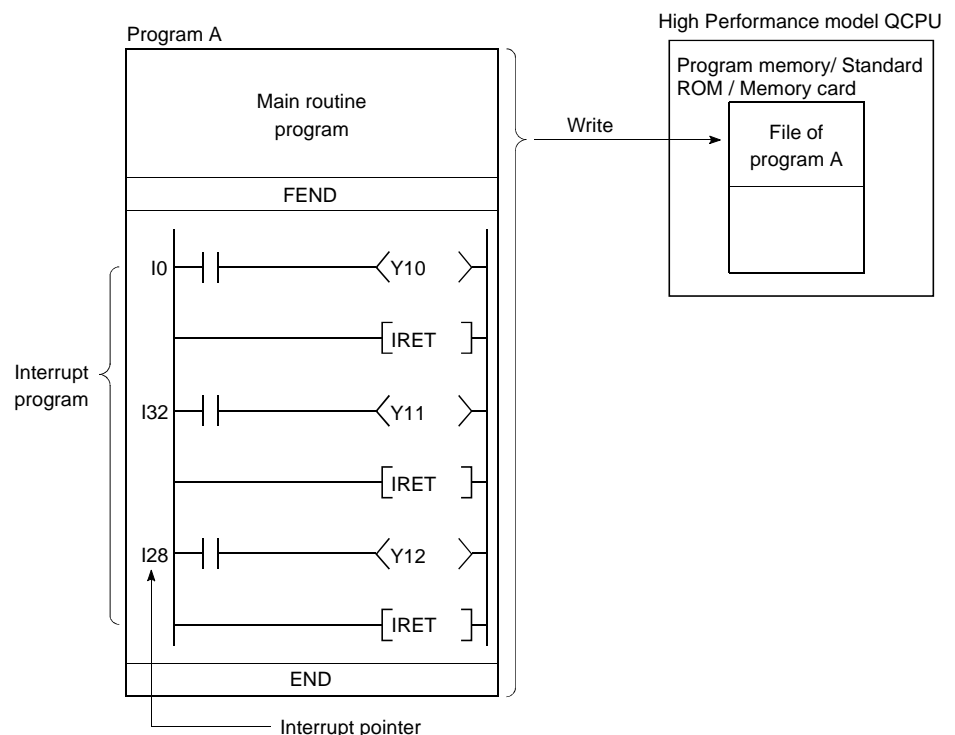 Program A
Main routine
program
FEND
I0
Y10
IRET
I32
Y11
IRET
I28
Y12
IRET
END
Interrupt
program
Interrupt pointer
Write
High Performance model QCPU
Program memory/ Standard
ROM / Memory card
File of
program A